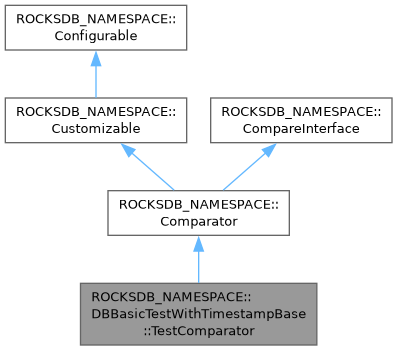 ROCKSDB_NAMESPACE::
Configurable
ROCKSDB_NAMESPACE::
Customizable
ROCKSDB_NAMESPACE::
CompareInterface
ROCKSDB_NAMESPACE::
Comparator
ROCKSDB_NAMESPACE::
DBBasicTestWithTimestampBase
::TestComparator